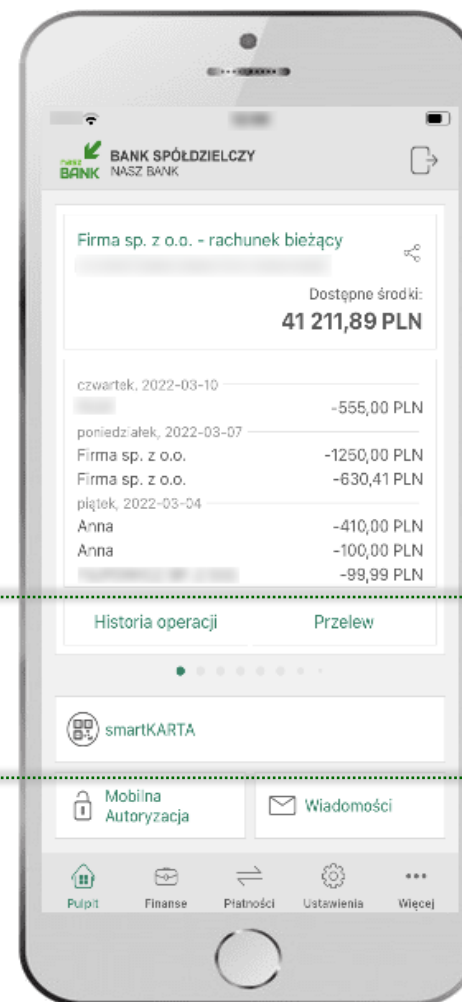 nasz
BANK
BANK SPÓŁDZIELCZY
NASZ BANK
Firma sp. z o.o. - rachunek bieżący
Dostępne środki:
41 211,89 PLN
czwartek, 2022-03-10
-555,00 PLN
poniedziałek, 2022-03-07
Firma sp. z o.o. -1250,00 PLN
Firma sp. z o.o. -630,41 PLN
piątek, 2022-03-04
Anna -410,00 PLN
Anna -100,00 PLN
-99,99 PLN
Historia operacji Przelew
smartKARTA
Mobilna
Autoryzacja
Wiadomości
Pulpit Finanse Płatności Ustawienia Więcej